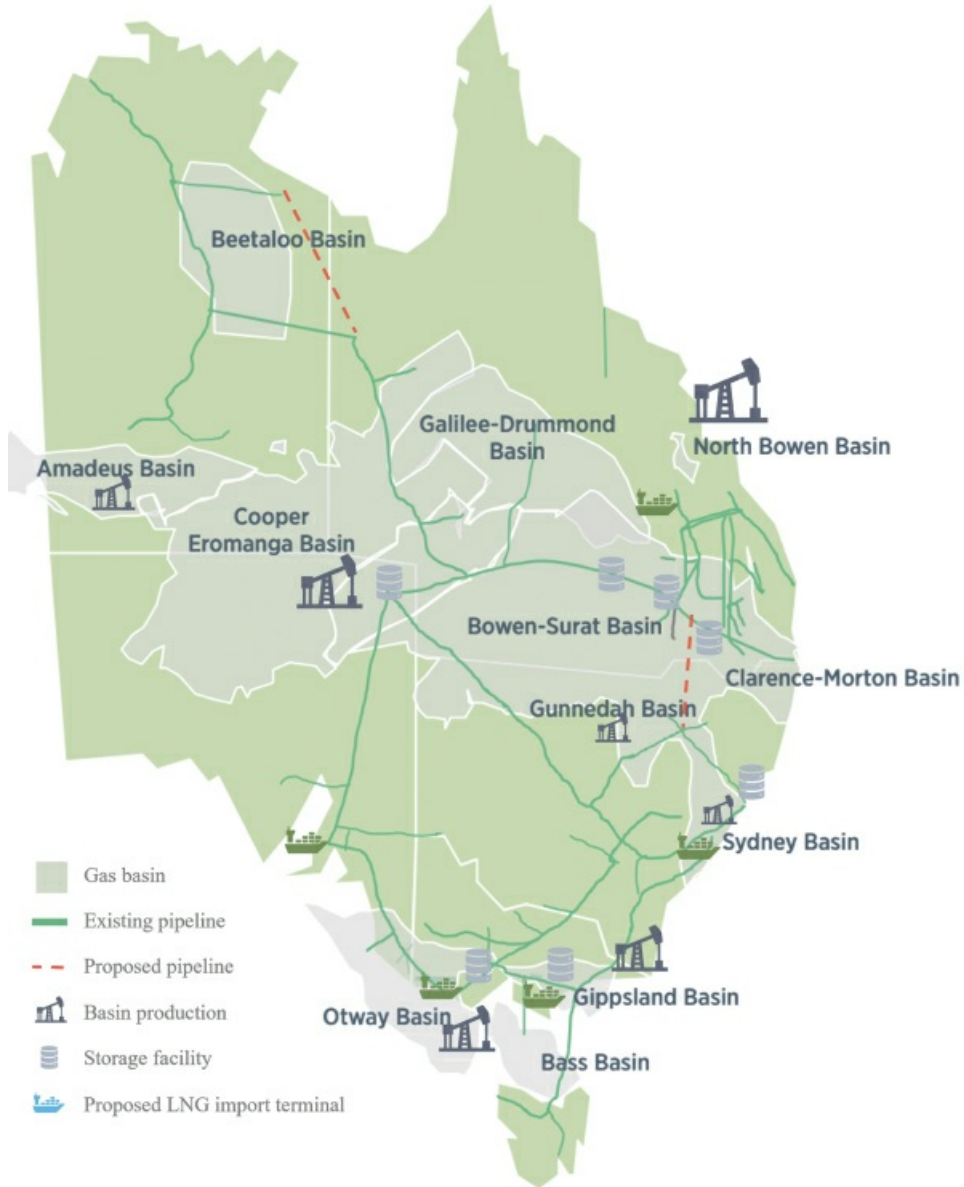 Beetaloo Basin
Galilee-Drummond
Basin
North Bowen Basin
Amadeus Basin
Cooper
Eromanga Basin
Bowen-Surat Basin
Clarence-Morton Basin
Gunnedah Basin
Sydney Basin
Gas basin
Existing pipeline
Proposed pipeline
Basin production
Storage facility
Proposed LNG import terminal
Gippsland Basin
Otway Basin
Bass Basin